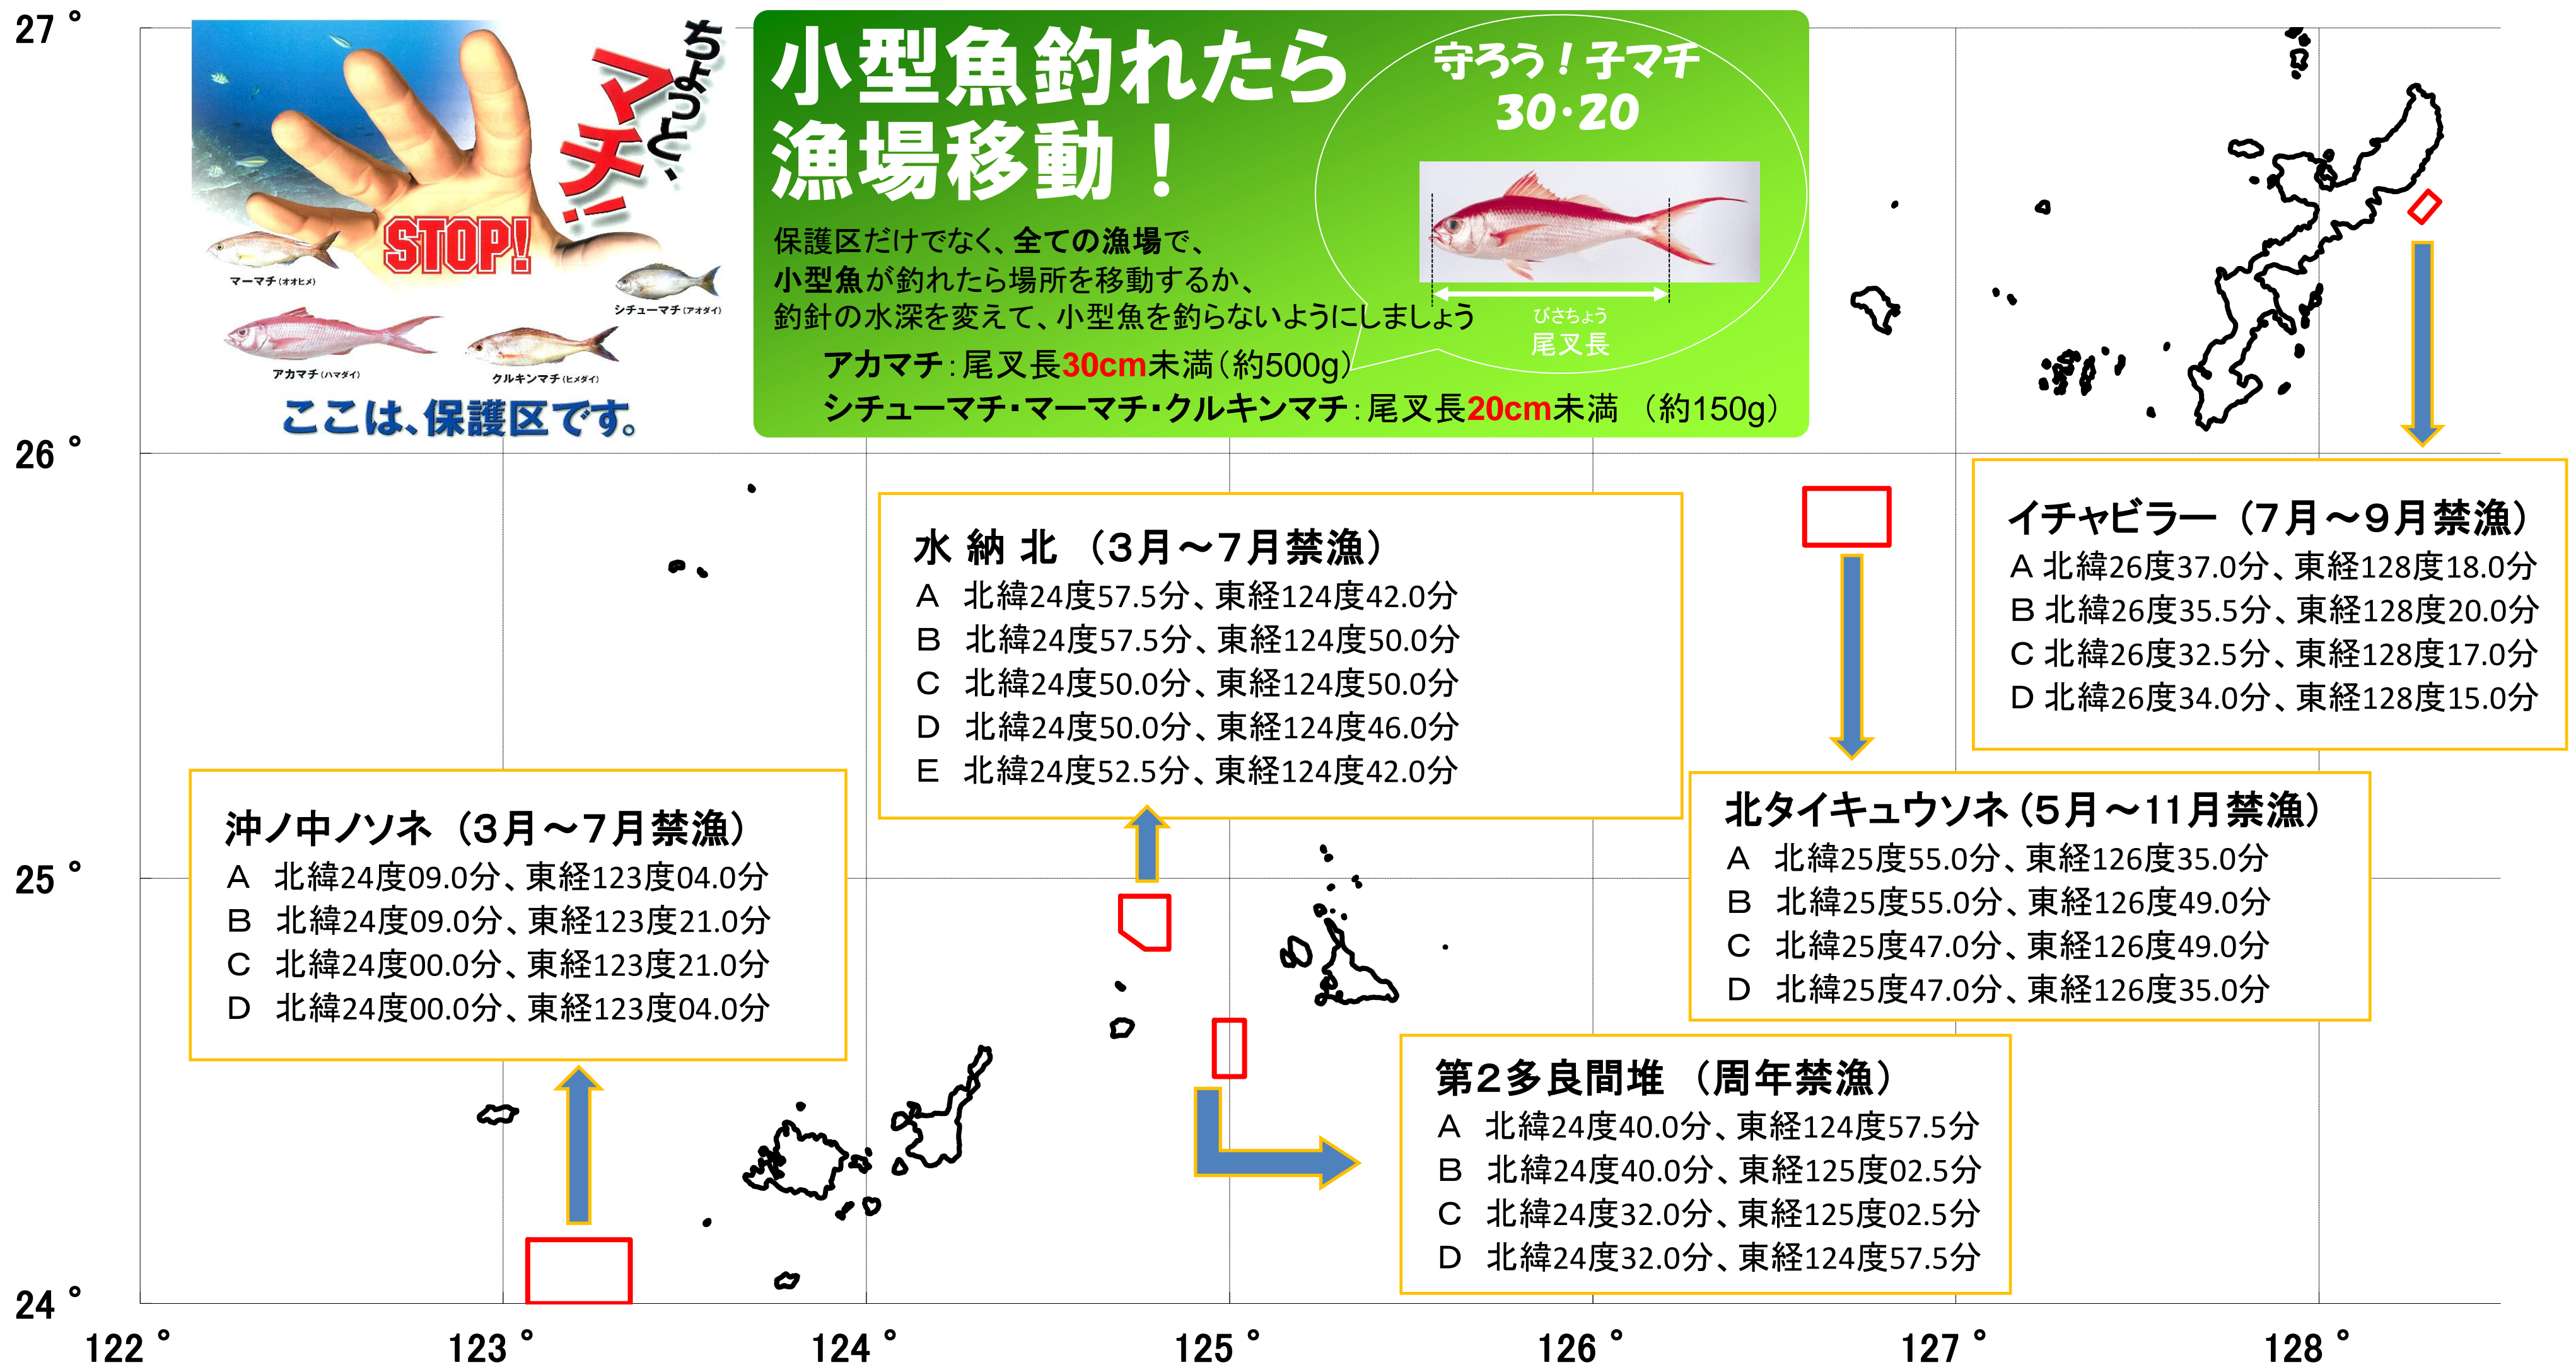 ちょっと、
マチ!!
STOP!
マーマチ(オオヒメ)
シチューマチ(アオダイ)
アカマチ(ハマダイ)
クルキンマチ(ヒメダイ)
ここは、保護区です。
小型魚釣れたら
漁場移動！
保護区だけでなく、全ての漁場で、
小型魚が釣れたら場所を移動するか、
釣針の水深を変えて、小型魚を釣らないようにしましょう
アカマチ：尾叉長30cm未満（約500g）
シチューマチ・マーマチ・クルキンマチ：尾叉長20cm未満 （約150g）
守ろう！子マチ
30・20
びさちょう
尾叉長
イチャビラー （７月～９月禁漁）
A 北緯26度37.0分、東経128度18.0分
B 北緯26度35.5分、東経128度20.0分
C 北緯26度32.5分、東経128度17.0分
D 北緯26度34.0分、東経128度15.0分
水 納 北 （３月～７月禁漁）
A 北緯24度57.5分、東経124度42.0分
B 北緯24度57.5分、東経124度50.0分
C 北緯24度50.0分、東経124度50.0分
D 北緯24度50.0分、東経124度46.0分
E 北緯24度52.5分、東経124度42.0分
沖ノ中ノソネ （３月～７月禁漁）
A 北緯24度09.0分、東経123度04.0分
B 北緯24度09.0分、東経123度21.0分
C 北緯24度00.0分、東経123度21.0分
D 北緯24度00.0分、東経123度04.0分
北タイキュウソネ（５月～11月禁漁）
A 北緯25度55.0分、東経126度35.0分
B 北緯25度55.0分、東経126度49.0分
C 北緯25度47.0分、東経126度49.0分
D 北緯25度47.0分、東経126度35.0分
第２多良間堆 （周年禁漁）
A 北緯24度40.0分、東経124度57.5分
B 北緯24度40.0分、東経125度02.5分
C 北緯24度32.0分、東経125度02.5分
D 北緯24度32.0分、東経124度57.5分
27 °
26 °
25 °
24 °
122 °
123 °
124 °
125 °
126 °
127 °
128 °